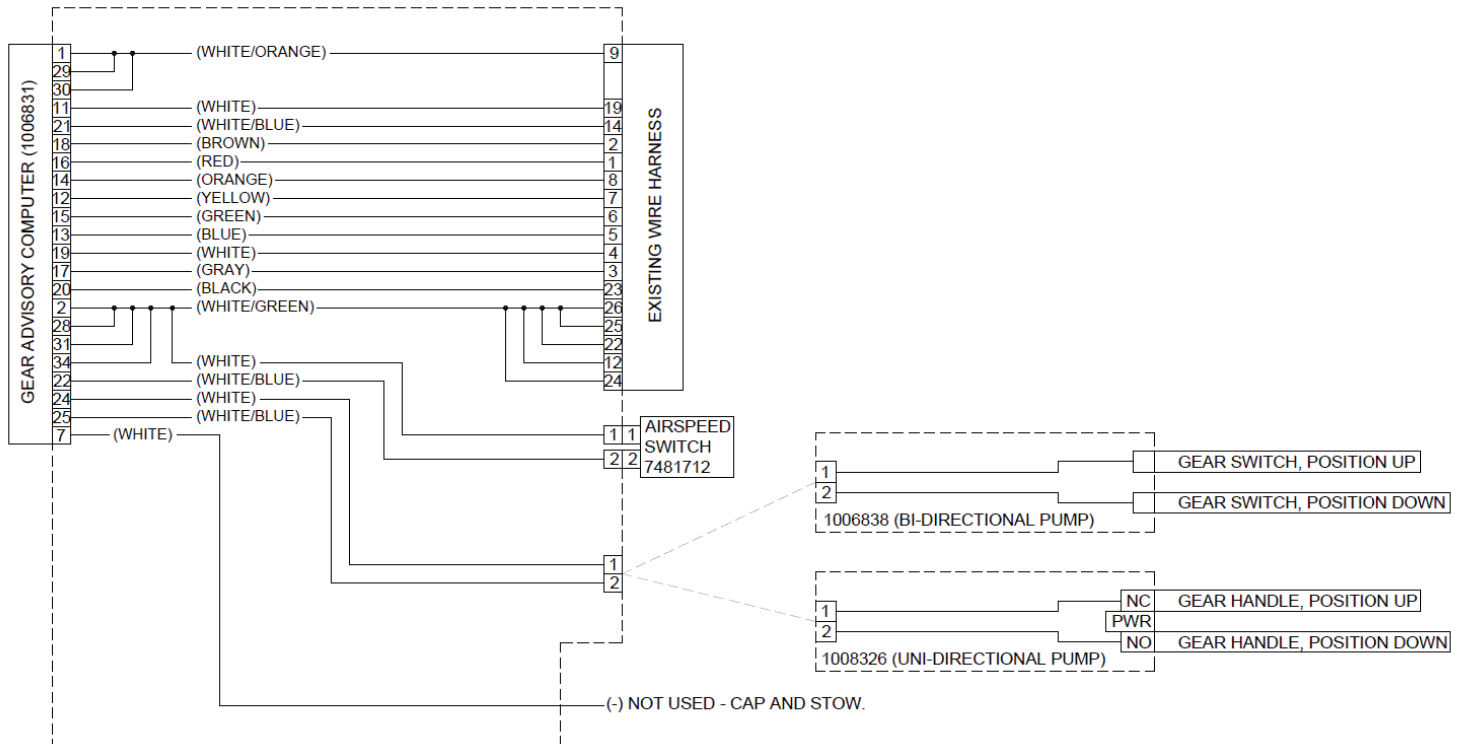 GEAR ADVISORY COMPUTER (1006831)
1 (WHITE/ORANGE) 9
29
30
11 (WHITE) 19
21 (WHITE/BLUE) 14
18 (BROWN) 2
16 (RED) 1
14 (ORANGE) 8
12 (YELLOW) 7
15 (GREEN) 6
13 (BLUE) 5
19 (WHITE) 4
17 (GRAY) 3
20 (BLACK) 23
2 (WHITE/GREEN) 26
28 25
31 22
34 (WHITE) 12
22 (WHITE/BLUE) 24
24 (WHITE)
25 (WHITE/BLUE)
7 (WHITE)
EXISTING WIRE HARNESS
1 1 AIRSPEED
SWITCH
2 2 7481712
1
2
1 GEAR SWITCH, POSITION UP
2 GEAR SWITCH, POSITION DOWN
1006838 (BI-DIRECTIONAL PUMP)
1 NC GEAR HANDLE, POSITION UP
PWR
2 NO GEAR HANDLE, POSITION DOWN
1008326 (UNI-DIRECTIONAL PUMP)
(-) NOT USED - CAP AND STOW.